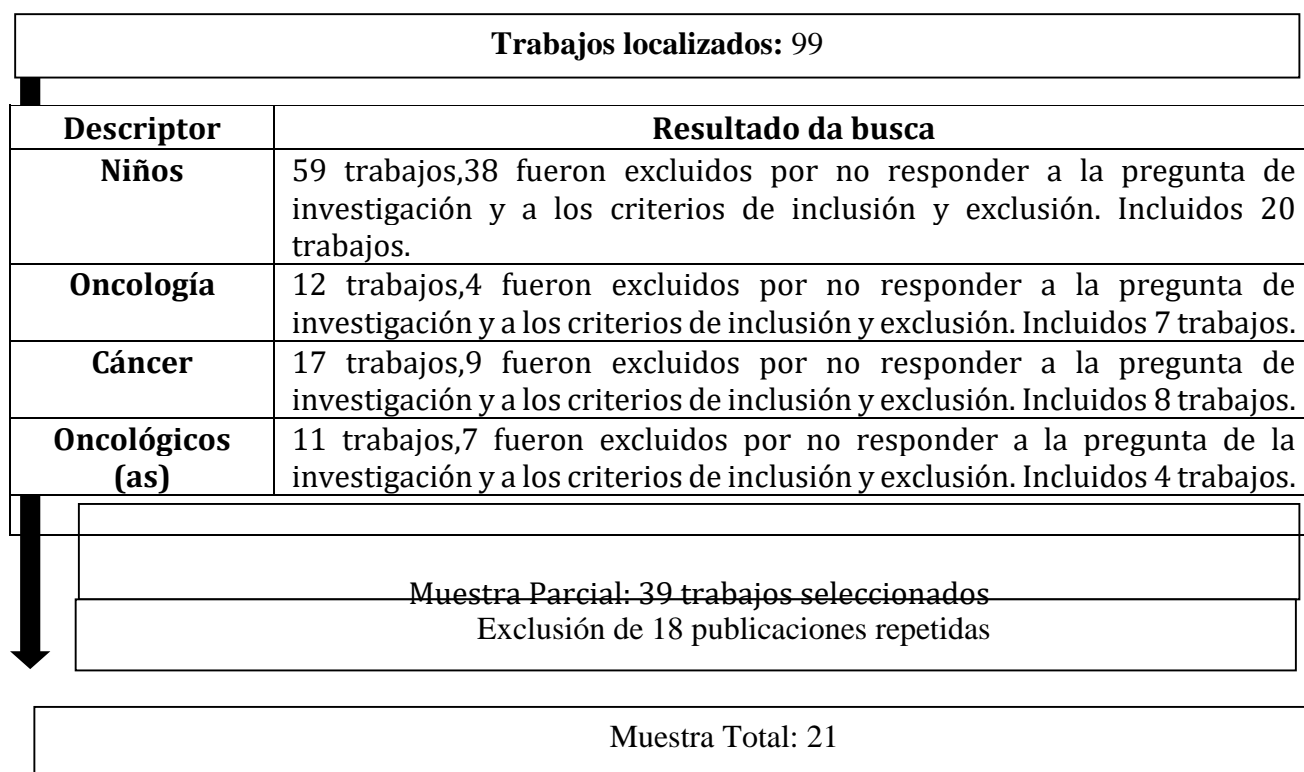 Trabajos localizados: 99
Descriptor
Resultado da busca
Niños
59 trabajos,38 fueron excluidos por no responder a la pregunta de
investigación y a los criterios de inclusión y exclusión. Incluidos 20
trabajos.
Oncología
12 trabajos,4 fueron excluidos por no responder a la pregunta de
investigación y a los criterios de inclusión y exclusión. Incluidos 7 trabajos.
Cáncer
17 trabajos,9 fueron excluidos por no responder a la pregunta de
investigación y a los criterios de inclusión y exclusión. Incluidos 8 trabajos.
Oncológicos
(as)
11 trabajos,7 fueron excluidos por no responder a la pregunta de la
investigación y a los criterios de inclusión y exclusión. Incluidos 4 trabajos.
Muestra Parcial: 39 trabajos seleccionados
Exclusión de 18 publicaciones repetidas
Muestra Total: 21